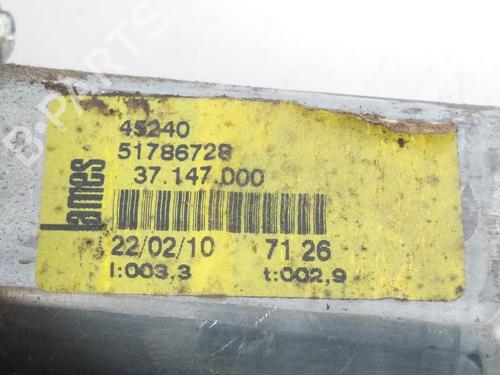 45240
51786728
37.147.000
lames
22/02/10 71 26
I:003.3 t:002,9
B-PARTS